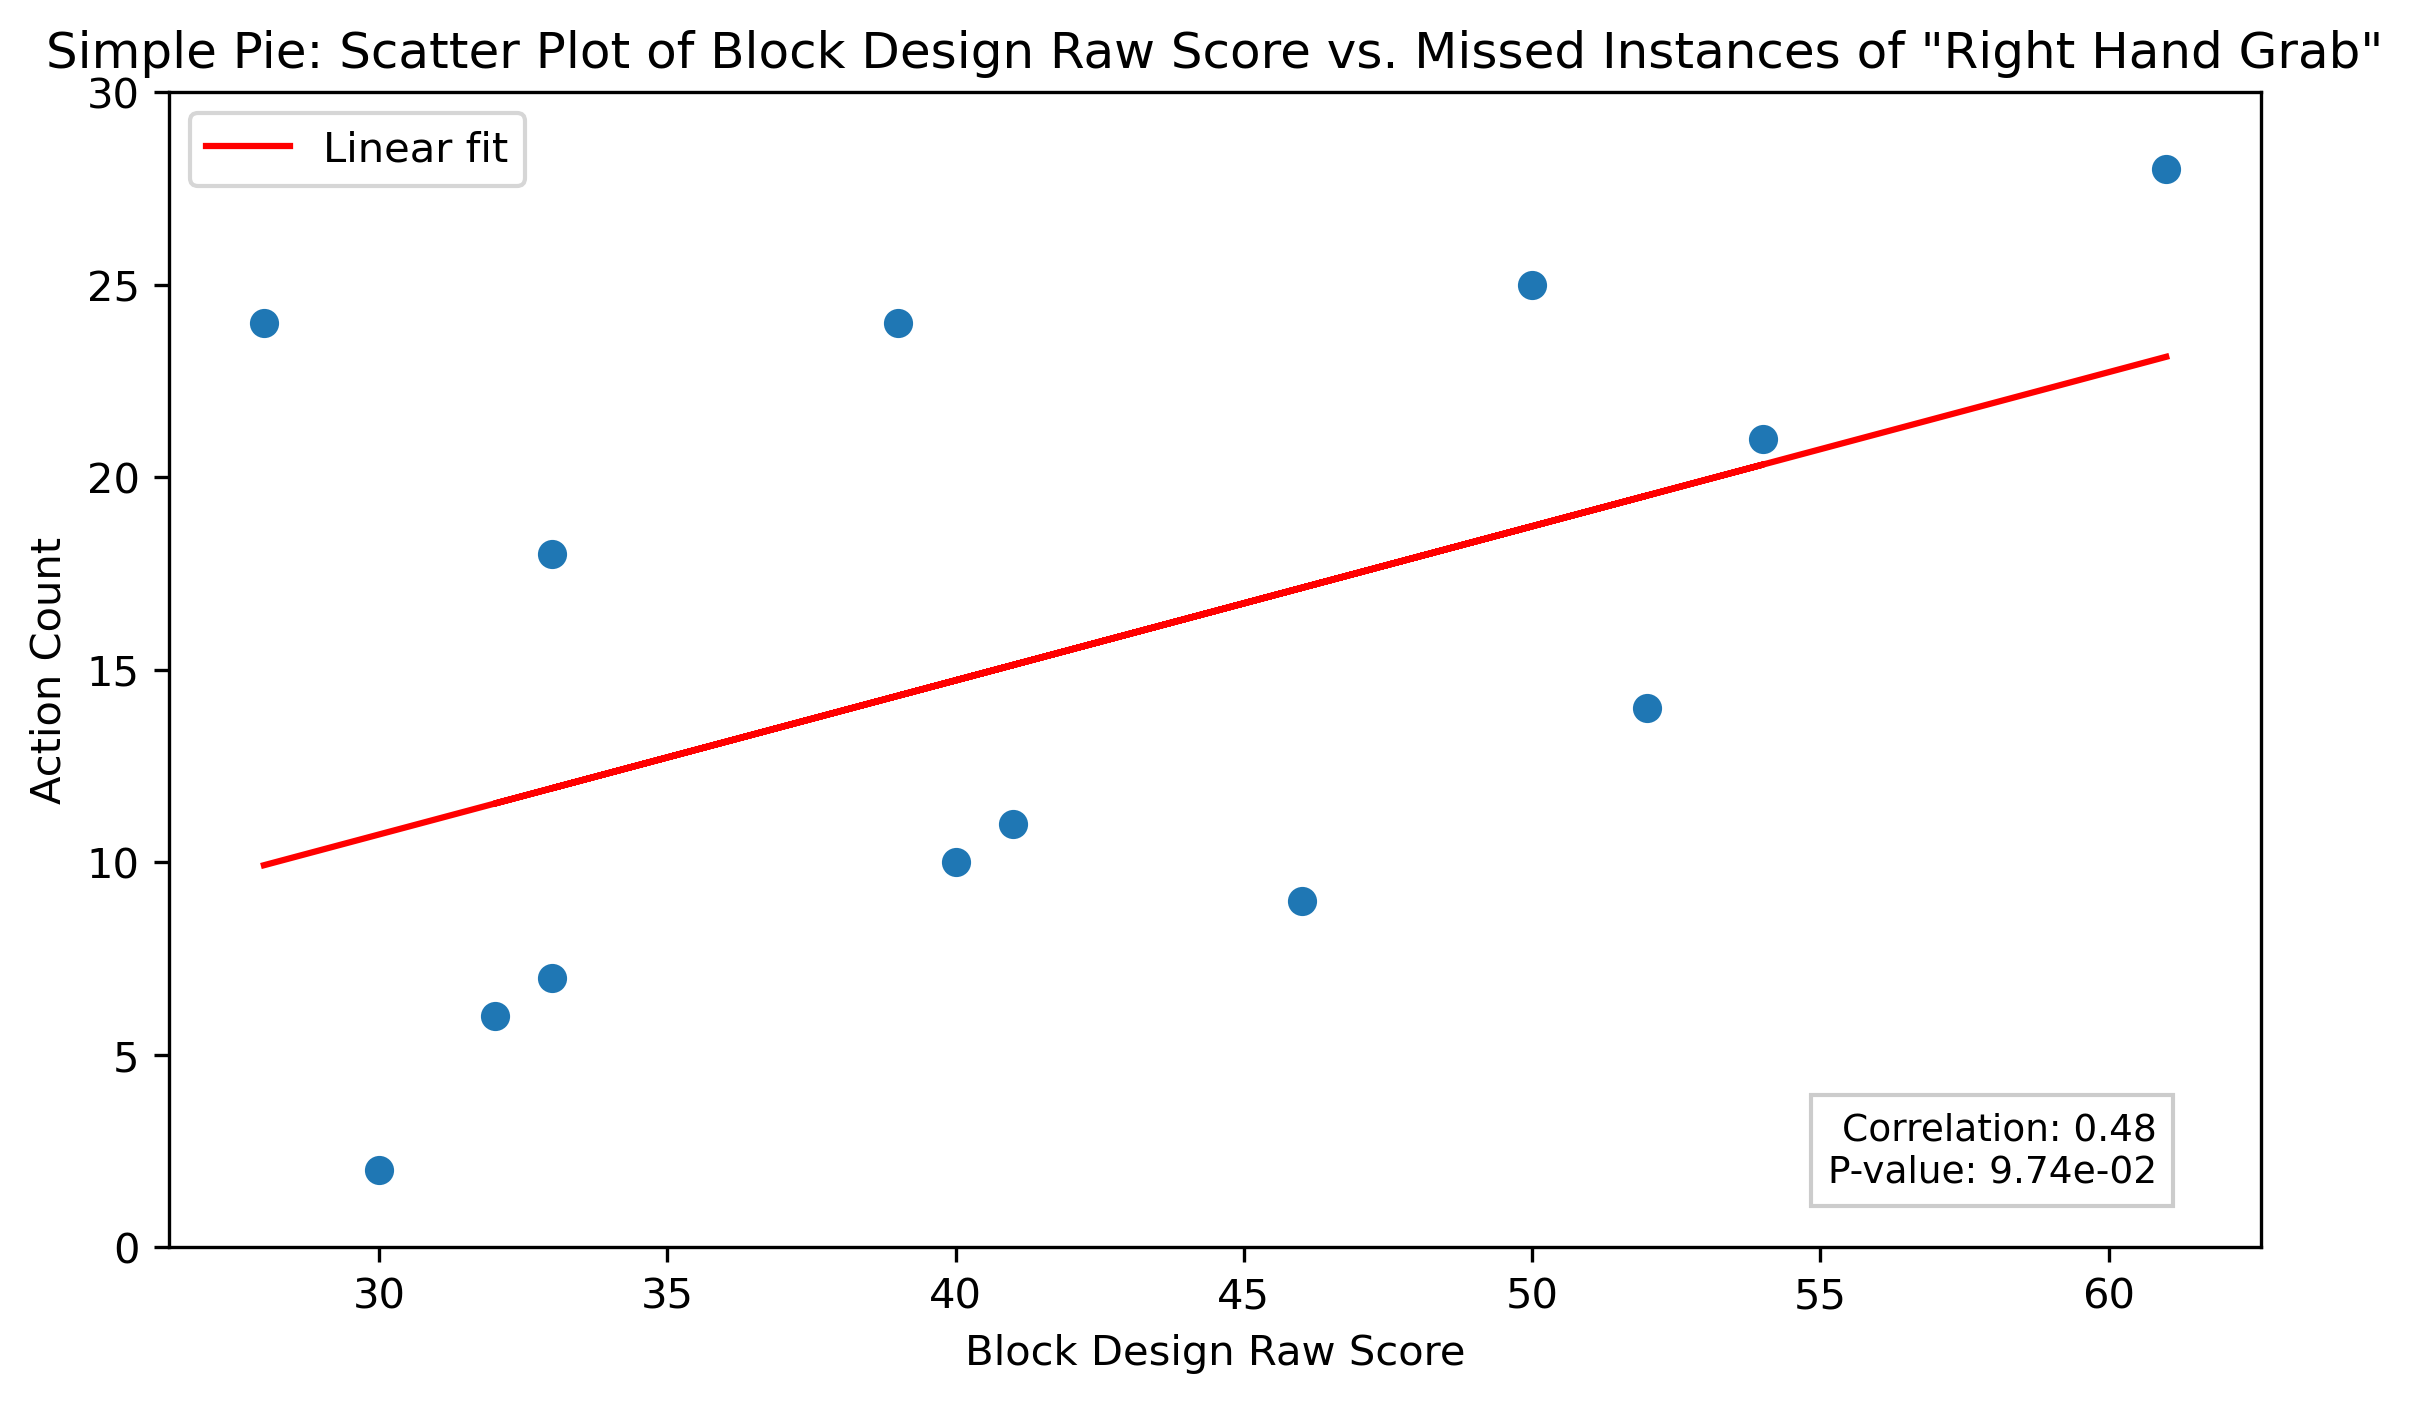 Simple Pie: Scatter Plot of Block Design Raw Score vs. Missed Instances of "Right Hand Grab"
Linear fit
30
25
20
15
10
5
0
Action Count
Correlation: 0.48
P-value: 9.74e-02
30 35 40 45 50 55 60
Block Design Raw Score